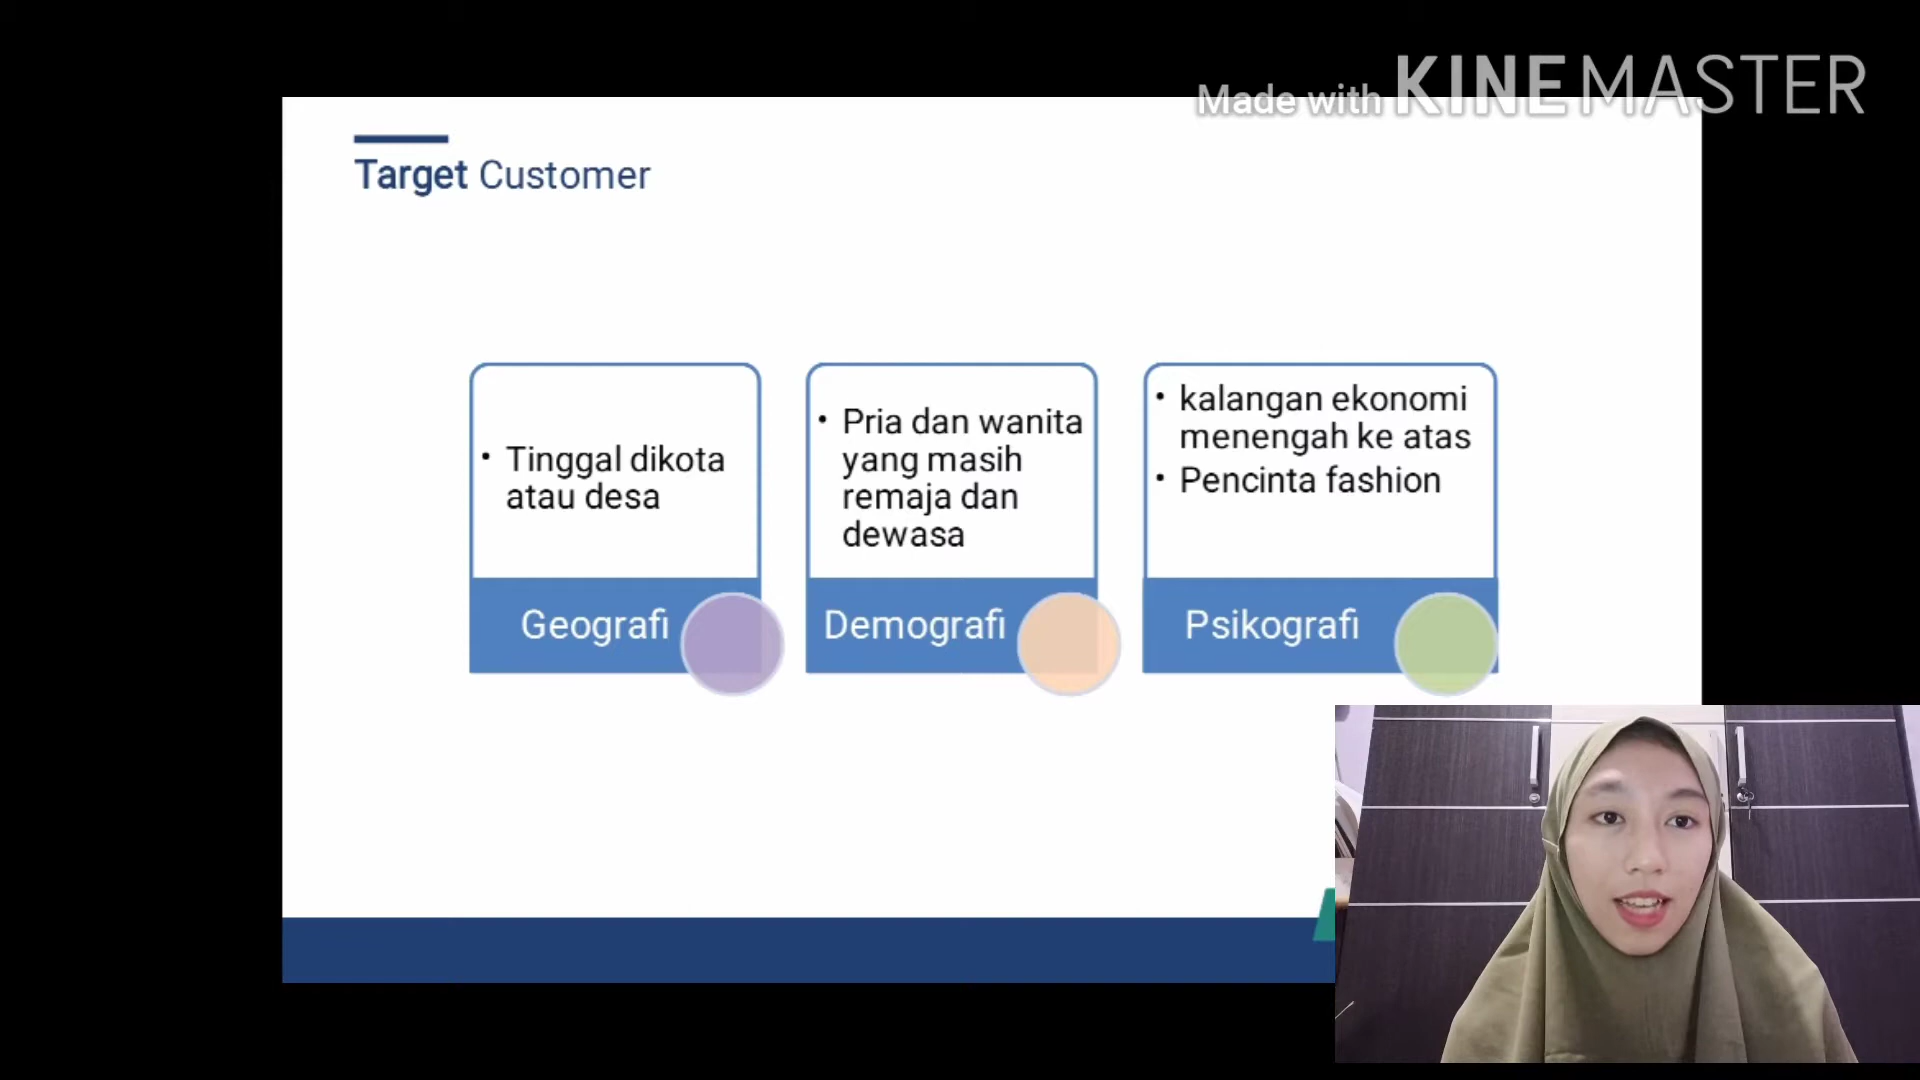 Made with KINEMASTER
Target Customer
• Tinggal dikota
atau desa
Geografi
• Pria dan wanita
yang masih
remaja dan
dewasa
Demografi
• kalangan ekonomi
menengah ke atas
• Pencinta fashion
Psikografi